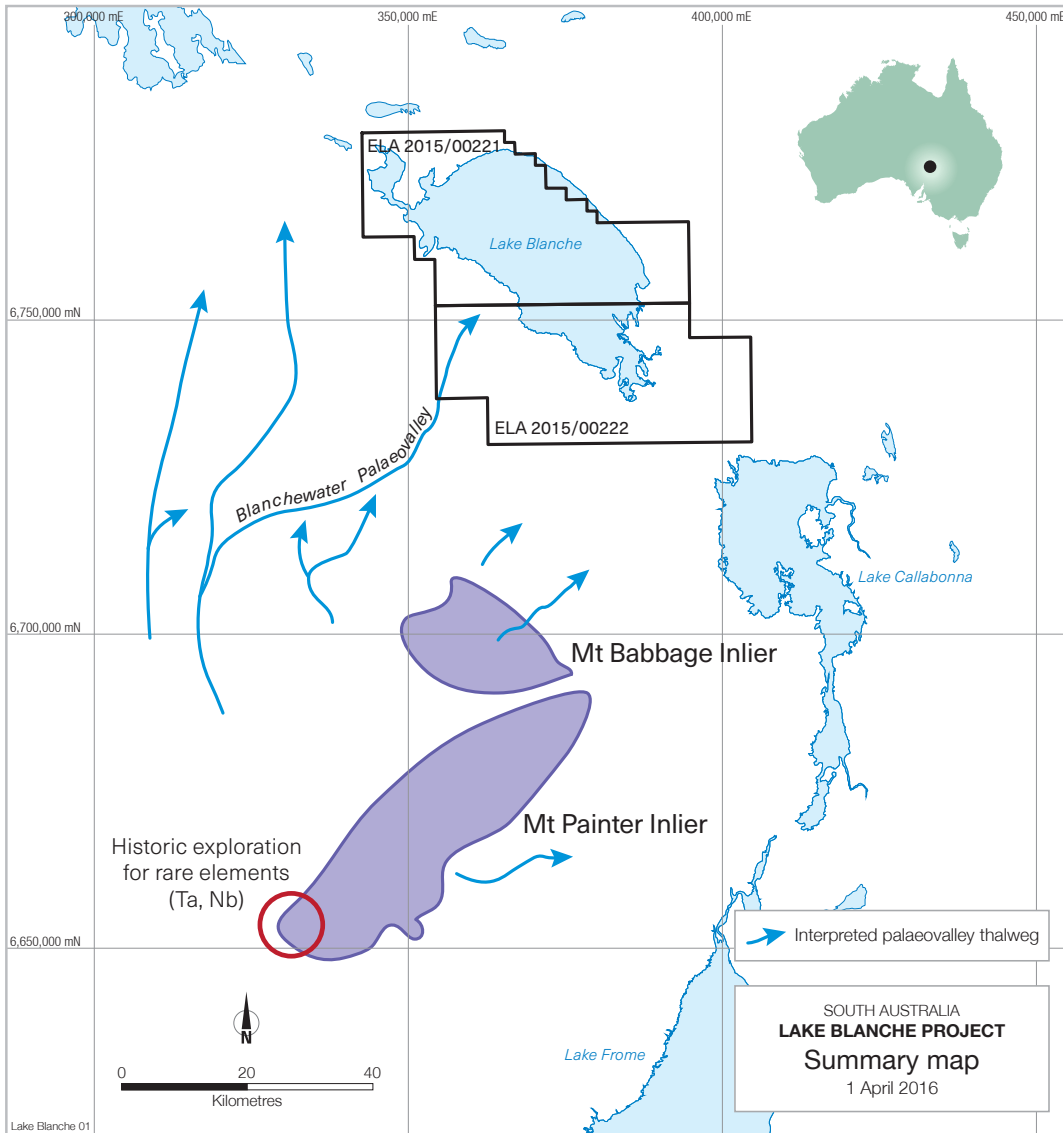 300,000 mE
350,000 mE
400,000 mE
450,000 mE
ELA 2015/00221
Lake Blanche
6,750,000 mN
ELA 2015/00222
Blanchewater Palaeovalley
Lake Callabonna
6,700,000 mN
Mt Babbage Inlier
Mt Painter Inlier
Historic exploration
for rare elements
(Ta, Nb)
6,650,000 mN
Interpreted palaeovalley thalweg
N
SOUTH AUSTRALIA
LAKE BLANCHE PROJECT
Summary map
1 April 2016
Lake Frome
0 20 40
Kilometres
Lake Blanche 01